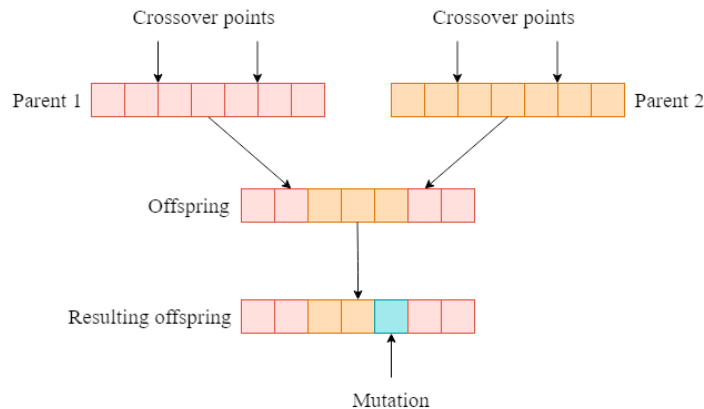 Crossover points
Crossover points
Parent 1
Parent 2
Offspring
Resulting offspring
Mutation